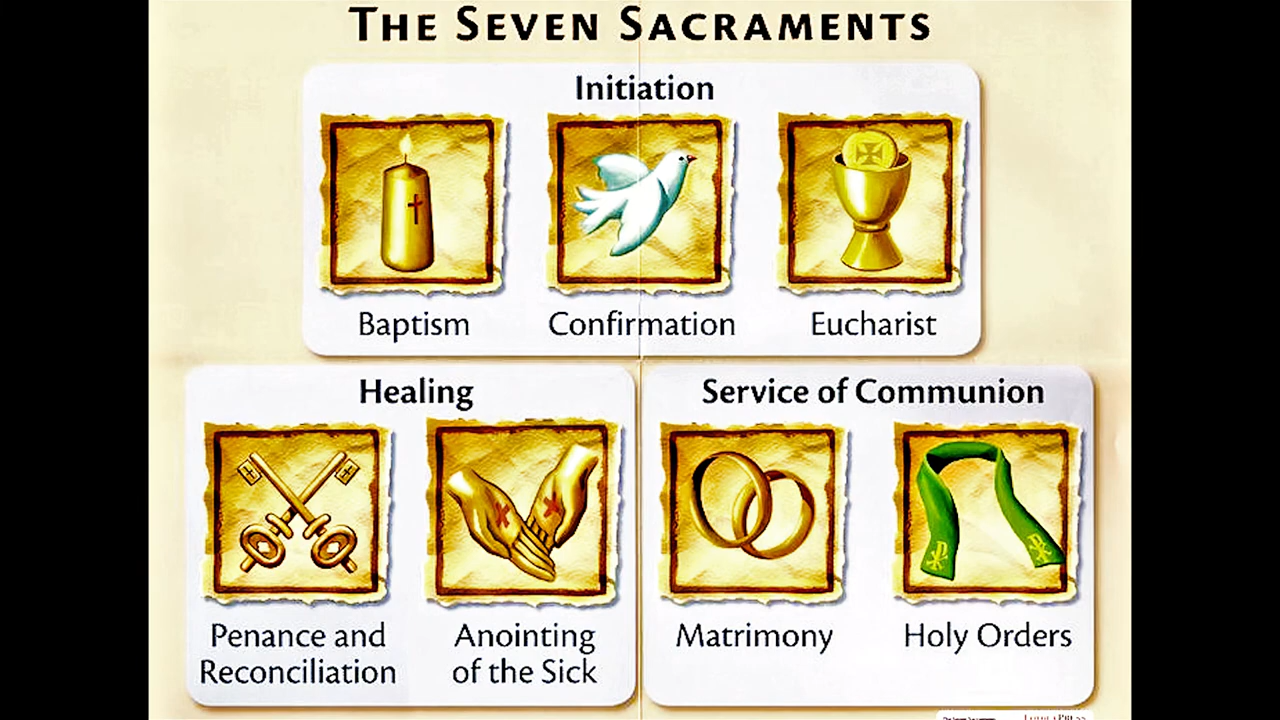 THE SEVEN SACRAMENTS
Initiation
Baptism
Confirmation
Eucharist
Healing
Service of Communion
Penance and
Reconciliation
Anointing
of the Sick
Matrimony
Holy Orders